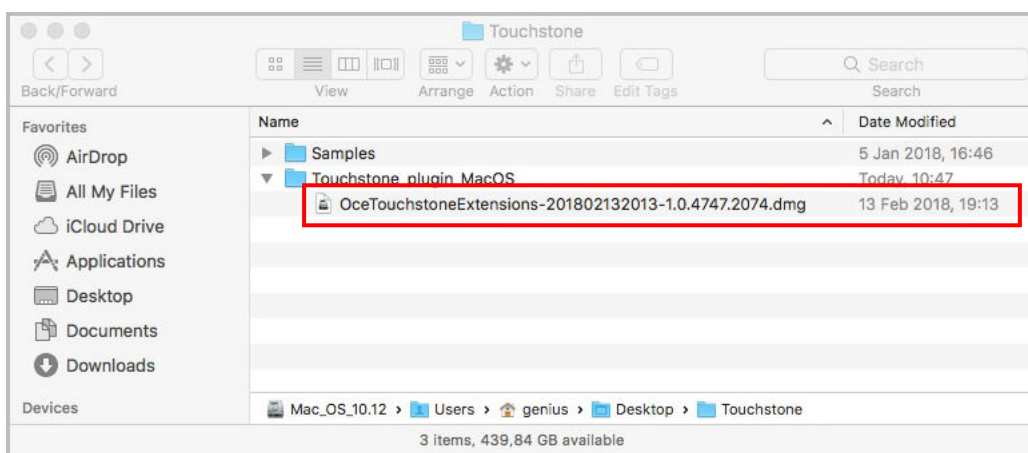 Touchstone
Search
Back/Forward View Arrange Action Share Edit Tags Search
Favorites
AirDrop
All My Files
iCloud Drive
Applications
Desktop
Documents
Downloads
Devices
Name Date Modified
Samples 5 Jan 2018, 16:46
Touchstone_plugin_MacOS Today, 10:47
OceTouchstoneExtensions-201802132013-1.0.4747.2074.dmg 13 Feb 2018, 19:13
Mac_OS_10.12 › Users › genius › Desktop › Touchstone
3 items, 439,84 GB available